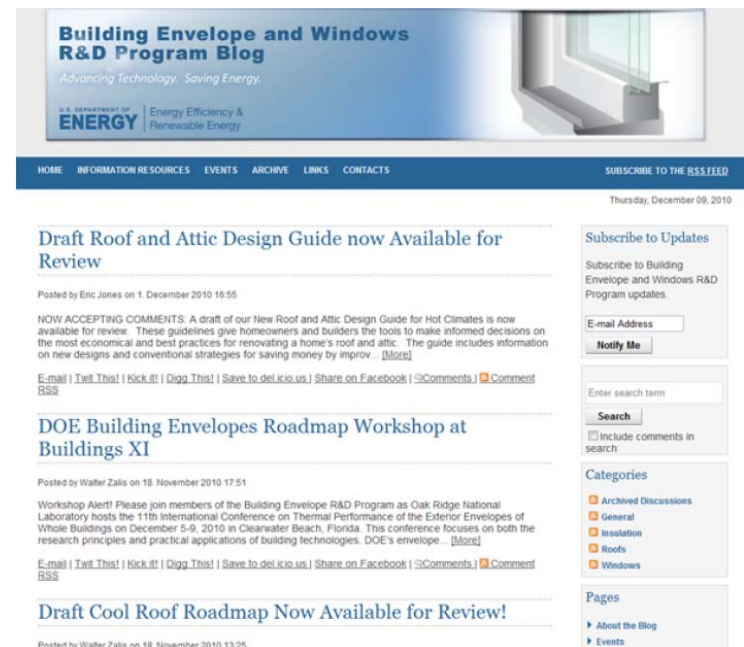 Building Envelope and Windows
R&D Program Blog
Advancing Technology. Saving Energy.
U.S. DEPARTMENT OF
ENERGY
Energy Efficiency &
Renewable Energy
HOME INFORMATION RESOURCES EVENTS ARCHIVE LINKS CONTACTS SUBSCRIBE TO THE RSS FEED
Thursday, December 09, 2010
Draft Roof and Attic Design Guide now Available for
Review
Posted by Eric Jones on 1. December 2010 16:55
NOW ACCEPTING COMMENTS: A draft of our New Roof and Attic Design Guide for Hot Climates is now
available for review. These guidelines give homeowners and builders the tools to make informed decisions on
the most economical and best practices for renovating a home's roof and attic. The guide includes information
on new designs and conventional strategies for saving money by improv... [More]
E-mail | Twit This! | Kick it! | Digg This! | Save to del.icio.us | Share on Facebook | Comments | Comment
RSS
DOE Building Envelopes Roadmap Workshop at
Buildings XI
Posted by Walter Zalis on 18. November 2010 17:51
Workshop Alert! Please join members of the Building Envelope R&D Program as Oak Ridge National
Laboratory hosts the 11th International Conference on Thermal Performance of the Exterior Envelopes of
Whole Buildings on December 5-9, 2010 in Clearwater Beach, Florida. This conference focuses on both the
research principles and practical applications of building technologies. DOE's envelope... [More]
E-mail | Twit This! | Kick it! | Digg This! | Save to del.icio.us | Share on Facebook | Comments | Comment
RSS
Draft Cool Roof Roadmap Now Available for Review!
Posted by Walter Zalis on 18. November 2010 13:25
Subscribe to Updates
Subscribe to Building
Envelope and Windows R&D
Program updates.
E-mail Address
Notify Me
Enter search term
Search
Include comments in
search
Categories
Archived Discussions
General
Insulation
Roofs
Windows
Pages
About the Blog
Events